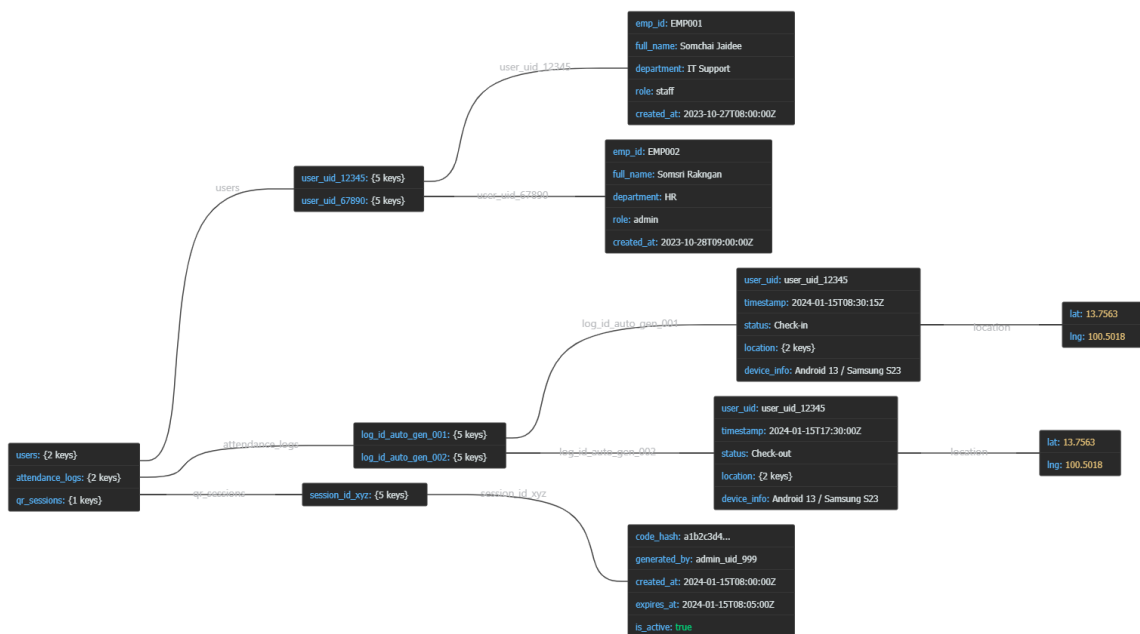 emp_id: EMP001
full_name: Somchai Jaidee
department: IT Support
role: staff
created_at: 2023-10-27T08:00:00Z
user_uid_12345
emp_id: EMP002
full_name: Somsri Rakngan
department: HR
role: admin
created_at: 2023-10-28T09:00:00Z
user_uid_12345: {5 keys}
user_uid_67890: {5 keys}
user_uid_67890
users
user_uid: user_uid_12345
timestamp: 2024-01-15T08:30:15Z
status: Check-in
location: {2 keys}
device_info: Android 13 / Samsung S23
log_id_auto_gen_001
location
lat: 13.7563
lng: 100.5018
user_uid: user_uid_12345
timestamp: 2024-01-15T17:30:00Z
status: Check-out
location: {2 keys}
device_info: Android 13 / Samsung S23
log_id_auto_gen_002
location
lat: 13.7563
lng: 100.5018
attendance_logs
log_id_auto_gen_001: {5 keys}
log_id_auto_gen_002: {5 keys}
users: {2 keys}
attendance_logs: {2 keys}
qr_sessions: {1 keys}
qr_sessions
session_id_xyz: {5 keys}
session_id_xyz
code_hash: a1b2c3d4...
generated_by: admin_uid_999
created_at: 2024-01-15T08:00:00Z
expires_at: 2024-01-15T08:05:00Z
is_active: true